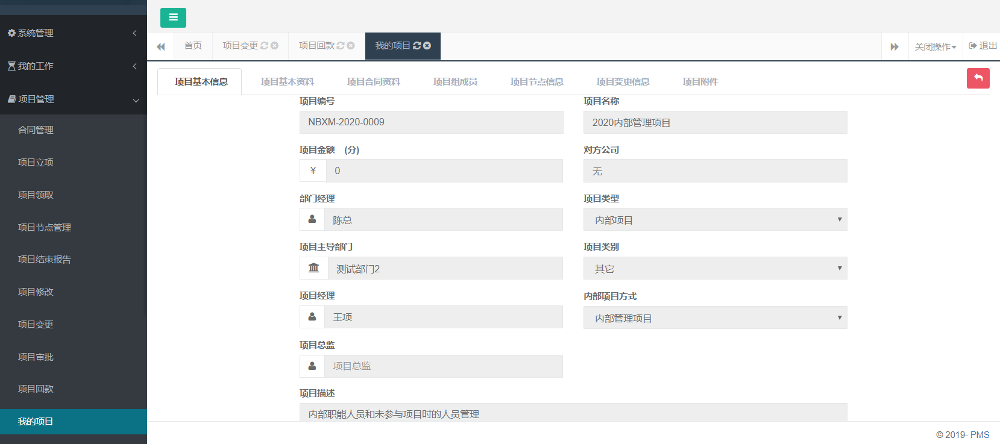 系统管理
我的工作
项目管理
合同管理
项目立项
项目领取
项目节点管理
项目结束报告
项目修改
项目变更
项目审批
项目回款
我的项目
首页
项目变更
项目回款
我的项目
关闭操作
退出
项目基本信息
项目基本资料
项目合同资料
项目组成员
项目节点信息
项目变更信息
项目附件
项目编号
项目名称
NBXM-2020-0009
2020内部管理项目
项目金额 (分)
对方公司
¥ 0
无
部门经理
项目类型
陈总
内部项目
项目主导部门
项目类别
测试部门2
其它
项目经理
内部项目方式
王项
内部管理项目
项目总监
项目总监
项目描述
内部职能人员和未参与项目时的人员管理
© 2019- PMS